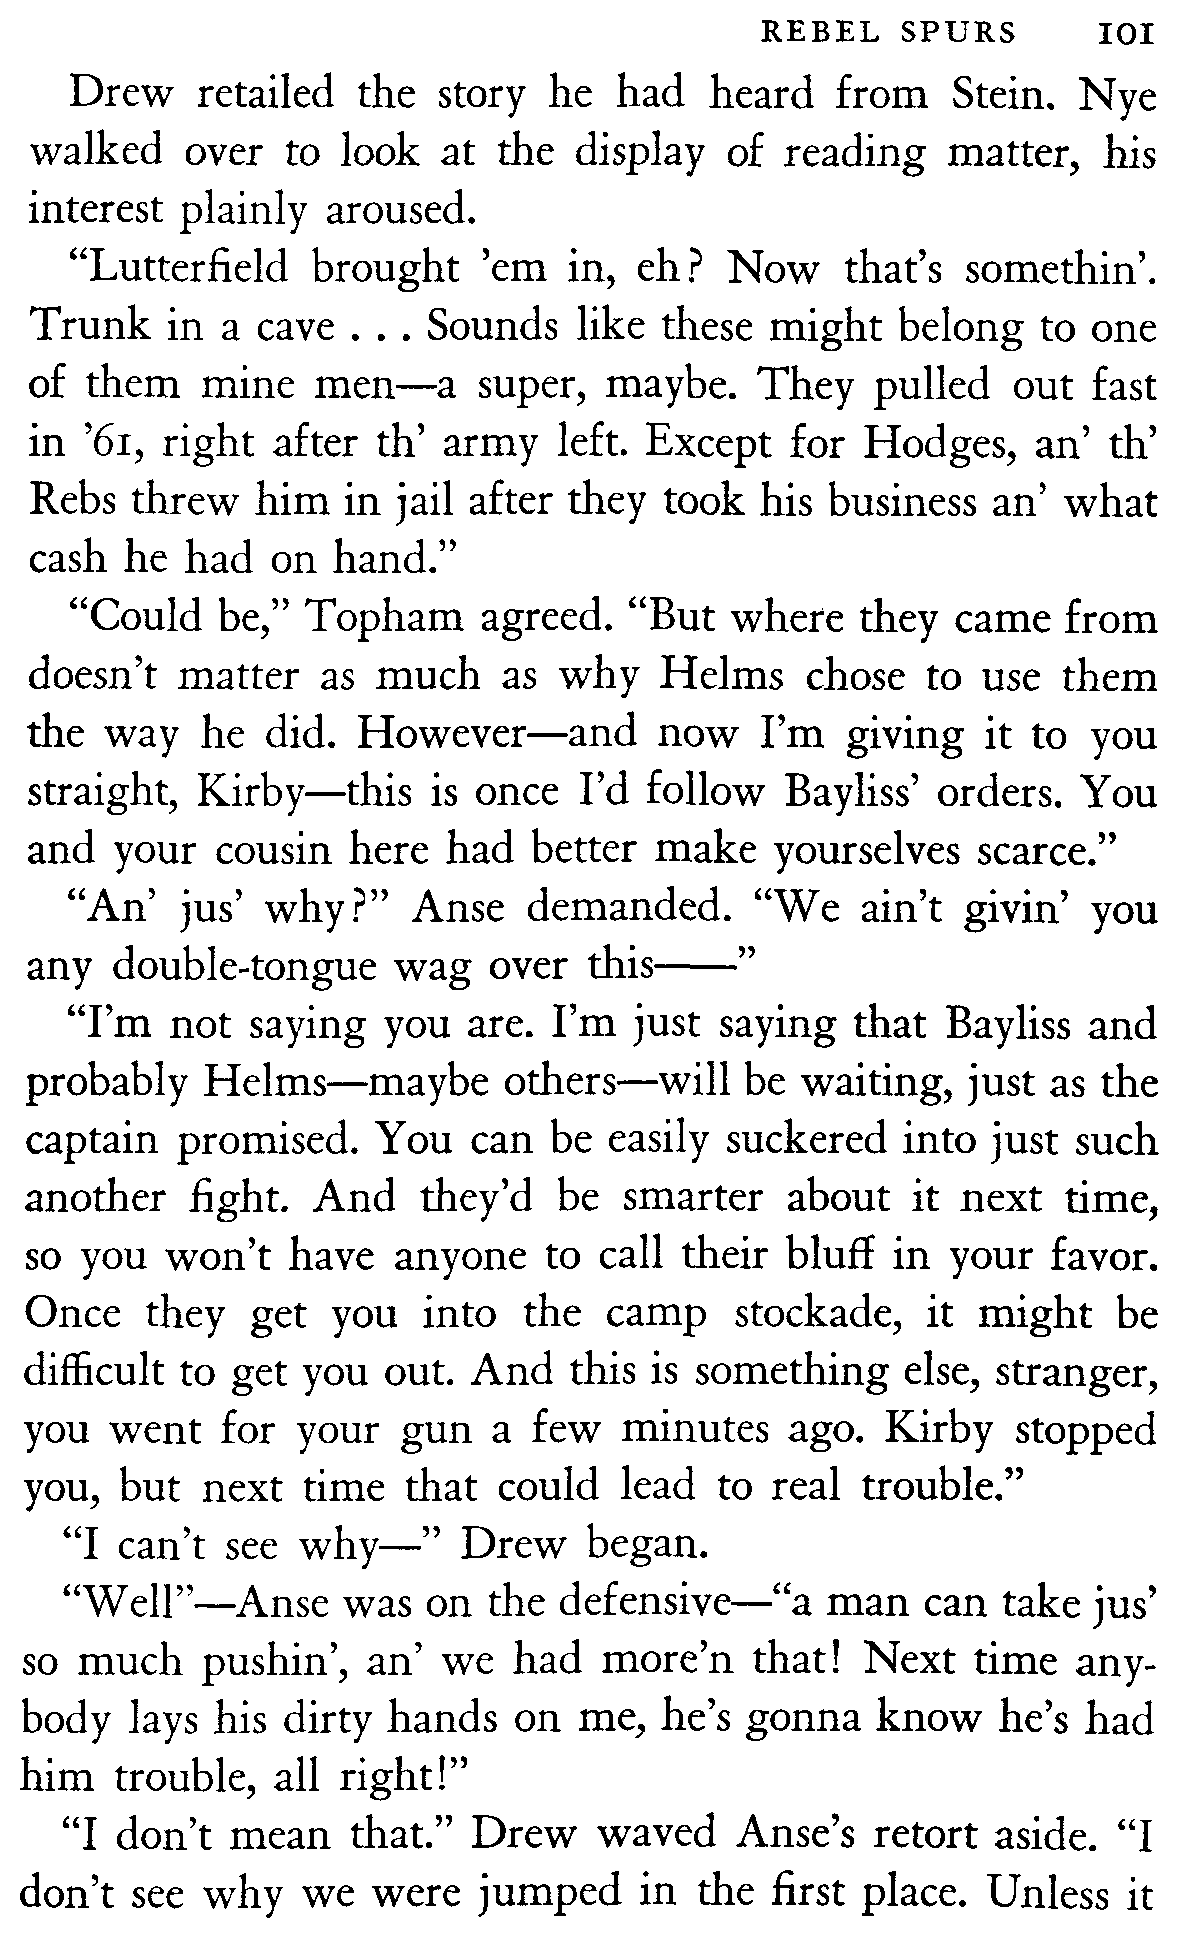 REBEL SPURS 101
Drew retailed the story he had heard from Stein. Nye
walked over to look at the display of reading matter, his
interest plainly aroused.
“Lutterfield brought ’em in, eh? Now that’s somethin’.
Trunk in a cave . . . Sounds like these might belong to one
of them mine men—a super, maybe. They pulled out fast
in ’61, right after th’ army left. Except for Hodges, an’ th’
Rebs threw him in jail after they took his business an’ what
cash he had on hand.”
“Could be,” Topham agreed. “But where they came from
doesn’t matter as much as why Helms chose to use them
the way he did. However—and now I’m giving it to you
straight, Kirby—this is once I’d follow Bayliss’ orders. You
and your cousin here had better make yourselves scarce.”
“An’ jus’ why?” Anse demanded. “We ain’t givin’ you
any double-tongue wag over this——”
“I’m not saying you are. I’m just saying that Bayliss and
probably Helms—maybe others—will be waiting, just as the
captain promised. You can be easily suckered into just such
another fight. And they’d be smarter about it next time,
so you won’t have anyone to call their bluff in your favor.
Once they get you into the camp stockade, it might be
difficult to get you out. And this is something else, stranger,
you went for your gun a few minutes ago. Kirby stopped
you, but next time that could lead to real trouble.”
“I can’t see why—” Drew began.
“Well”—Anse was on the defensive—“a man can take jus’
so much pushin’, an’ we had more’n that! Next time any-
body lays his dirty hands on me, he’s gonna know he’s had
him trouble, all right!”
“I don’t mean that.” Drew waved Anse’s retort aside. “I
don’t see why we were jumped in the first place. Unless it